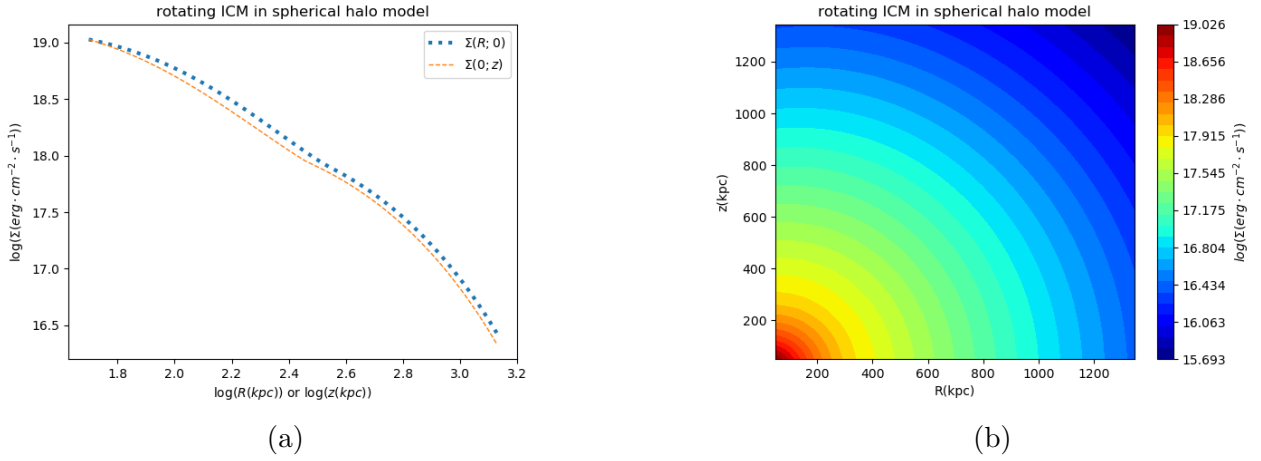 rotating ICM in spherical halo model
19.0
18.5
18.0
17.5
17.0
16.5
log(Σ(erg · cm⁻² · s⁻¹))
Σ(R; 0)
Σ(0; z)
1.8 2.0 2.2 2.4 2.6 2.8 3.0 3.2
log(R(kpc)) or log(z(kpc))
(a)
rotating ICM in spherical halo model
1200
1000
800
600
400
200
z(kpc)
200 400 600 800 1000 1200
R(kpc)
19.026
18.656
18.286
17.915
17.545
17.175
16.804
16.434
16.063
15.693
log(Σ(erg · cm⁻² · s⁻¹))
(b)